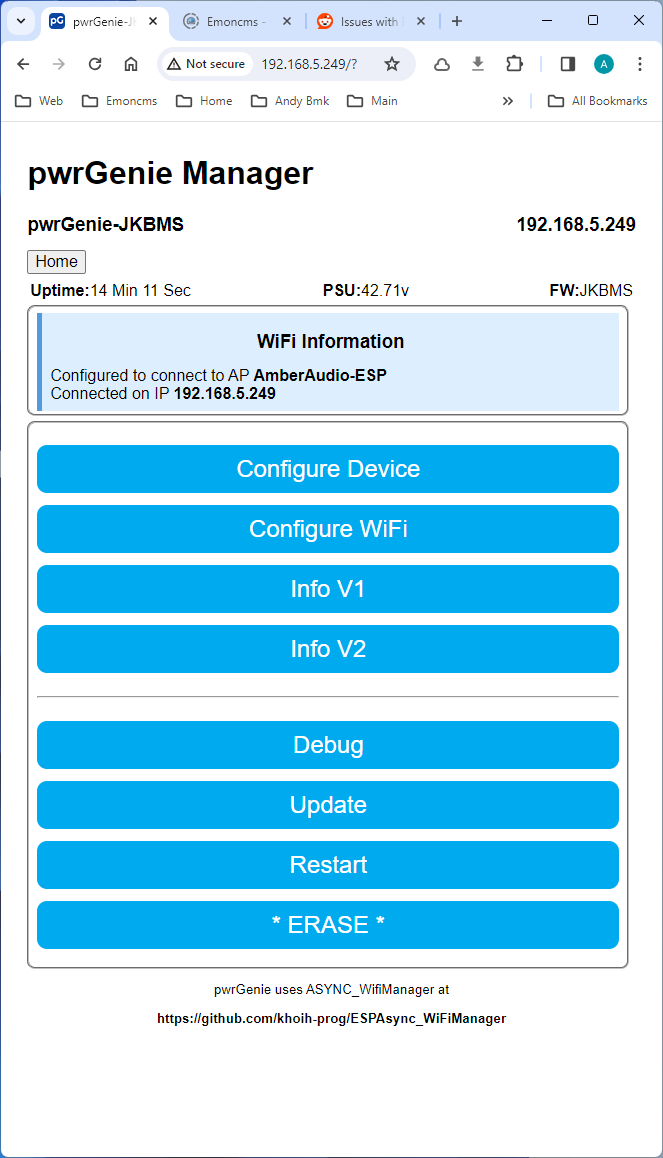 pG pwrGenie-J
Emoncms -
Issues with
Not secure 192.168.5.249/? A
Web Emoncms Home Andy Bmk Main » All Bookmarks
pwrGenie Manager
pwrGenie-JKBMS 192.168.5.249
Home
Uptime:14 Min 11 Sec PSU:42.71v FW:JKBMS
WiFi Information
Configured to connect to AP AmberAudio-ESP
Connected on IP 192.168.5.249
Configure Device
Configure WiFi
Info V1
Info V2
Debug
Update
Restart
* ERASE *
pwrGenie uses ASYNC_WifiManager at
https://github.com/khoih-prog/ESPAsync_WiFiManager